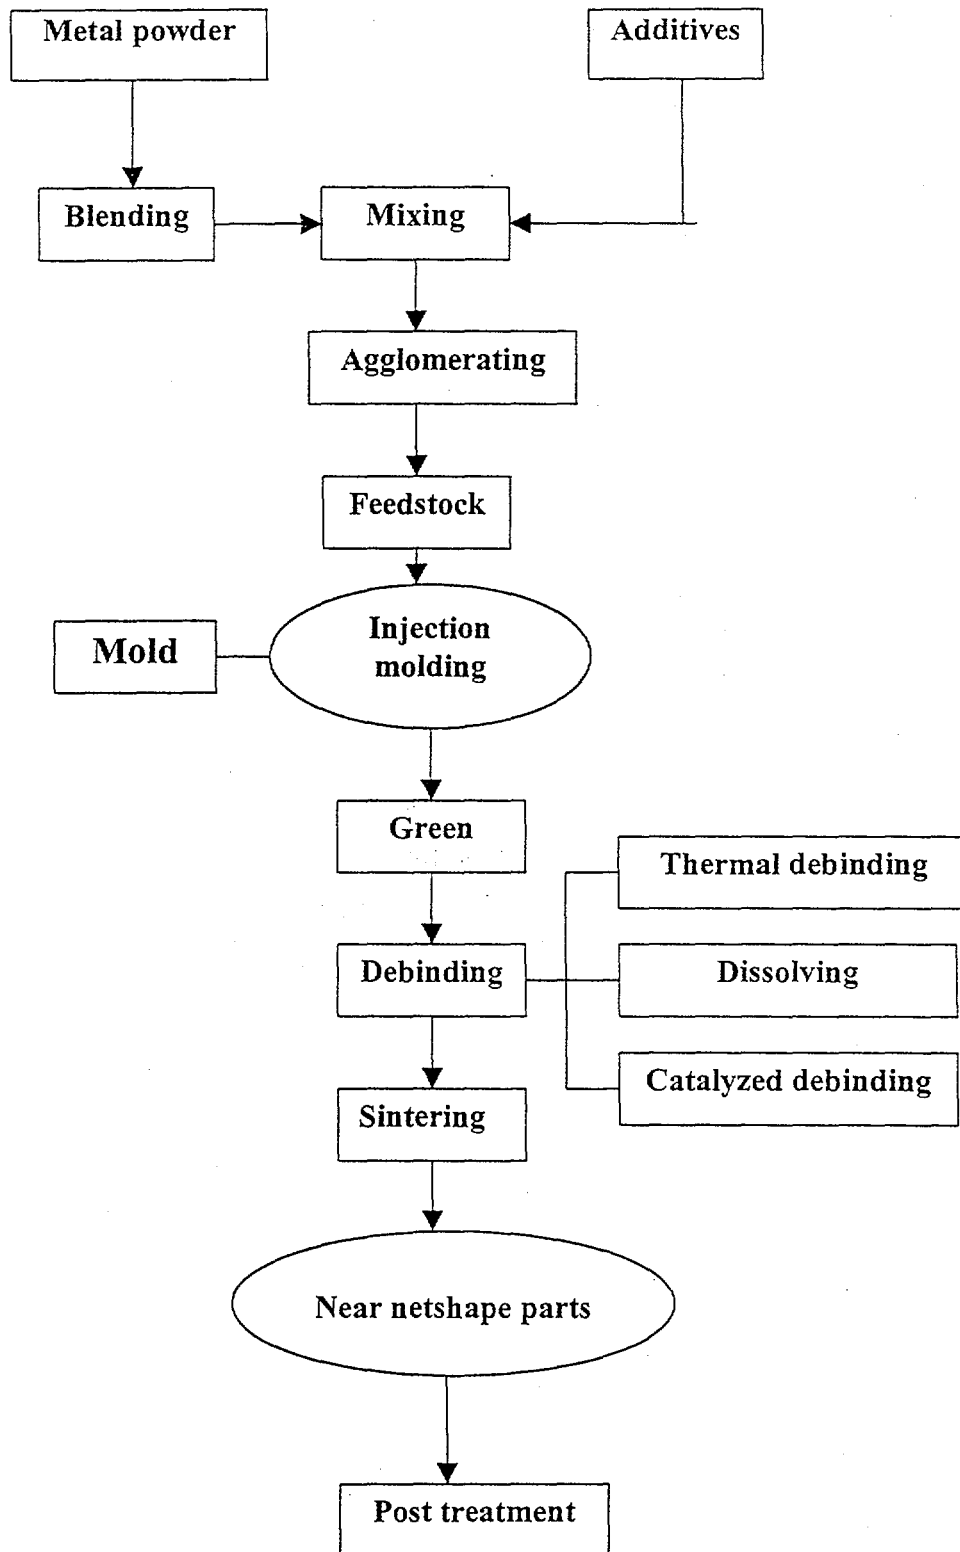 Metal powder
Additives
Blending
Mixing
Agglomerating
Feedstock
Mold
Injection
molding
Green
Thermal debinding
Debinding
Dissolving
Catalyzed debinding
Sintering
Near netshape parts
Post treatment